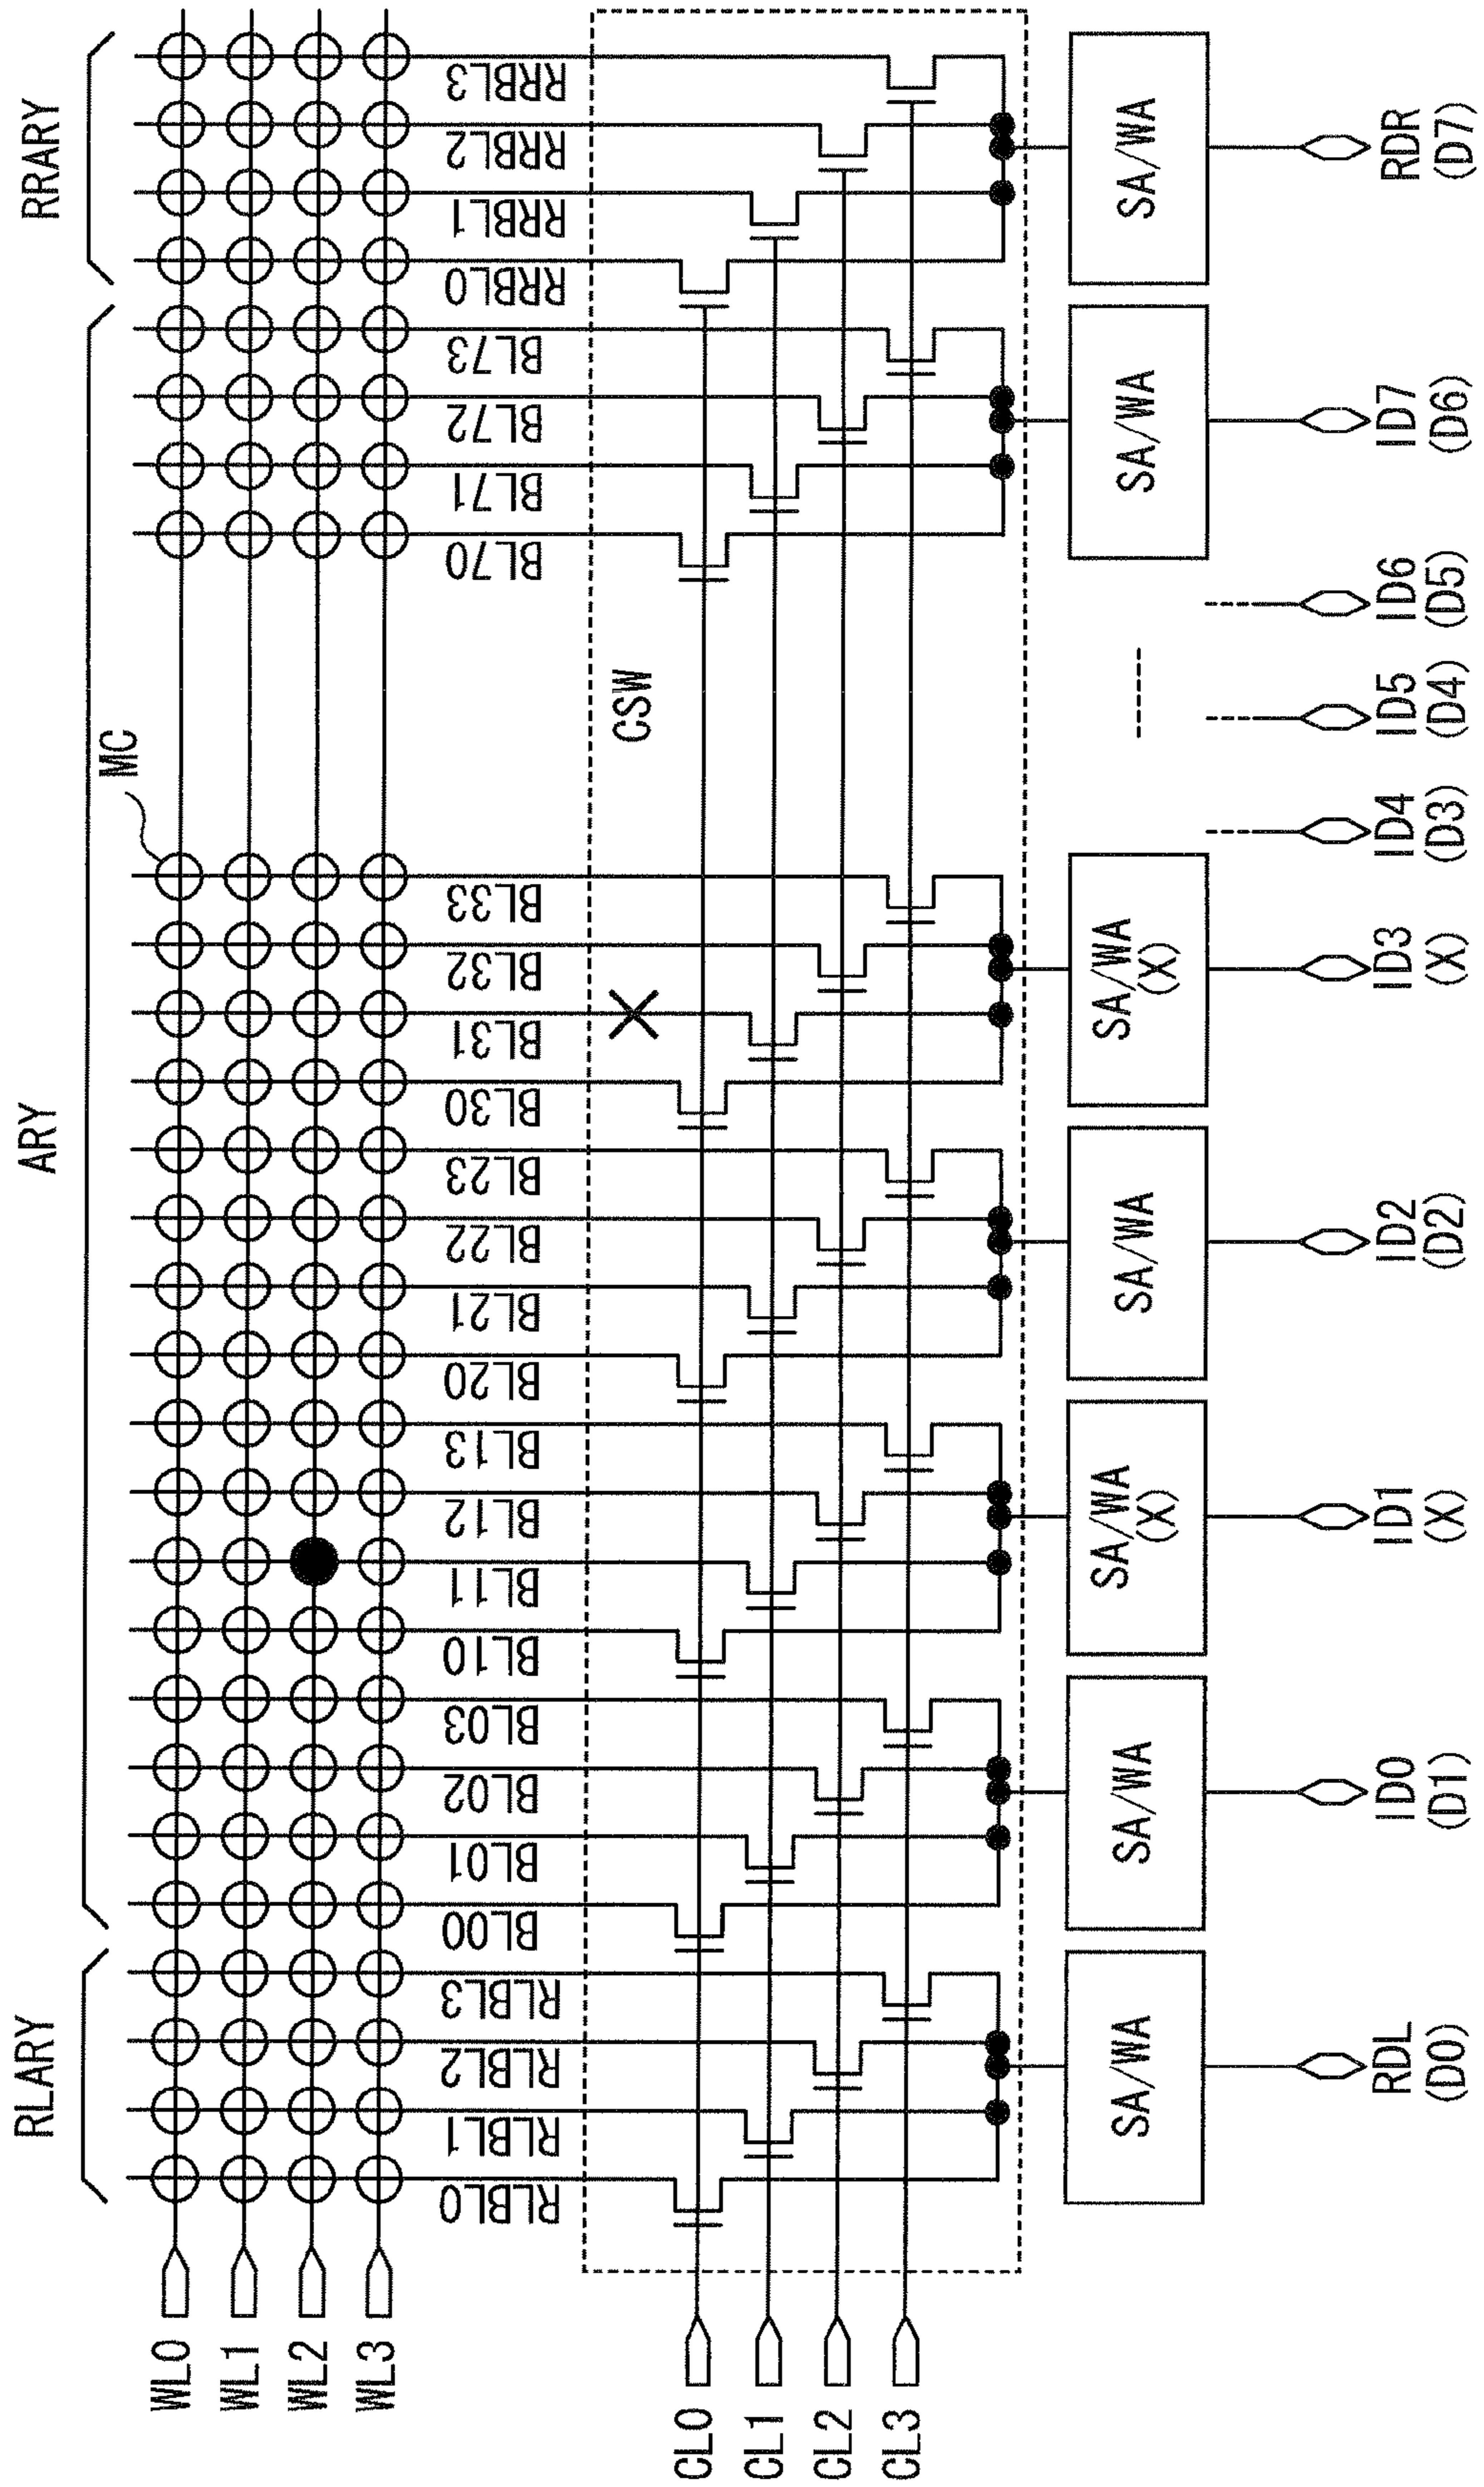 RLARY
ARY
RRARY
MC
WL0
WL1
WL2
WL3
RLBL0
RLBL1
RLBL2
RLBL3
BL00
BL01
BL02
BL03
BL10
BL11
BL12
BL13
BL20
BL21
BL22
BL23
BL30
BL31
BL32
BL33
BL70
BL71
BL72
BL73
RRBL0
RRBL1
RRBL2
RRBL3
CSW
CL0
CL1
CL2
CL3
SA/WA
SA/WA
SA/WA
(X)
SA/WA
SA/WA
(X)
SA/WA
SA/WA
RDL
(D0)
ID0
(D1)
ID1
(X)
ID2
(D2)
ID3
(X)
ID4
(D3)
ID5
(D4)
ID6
(D5)
ID7
(D6)
RDR
(D7)